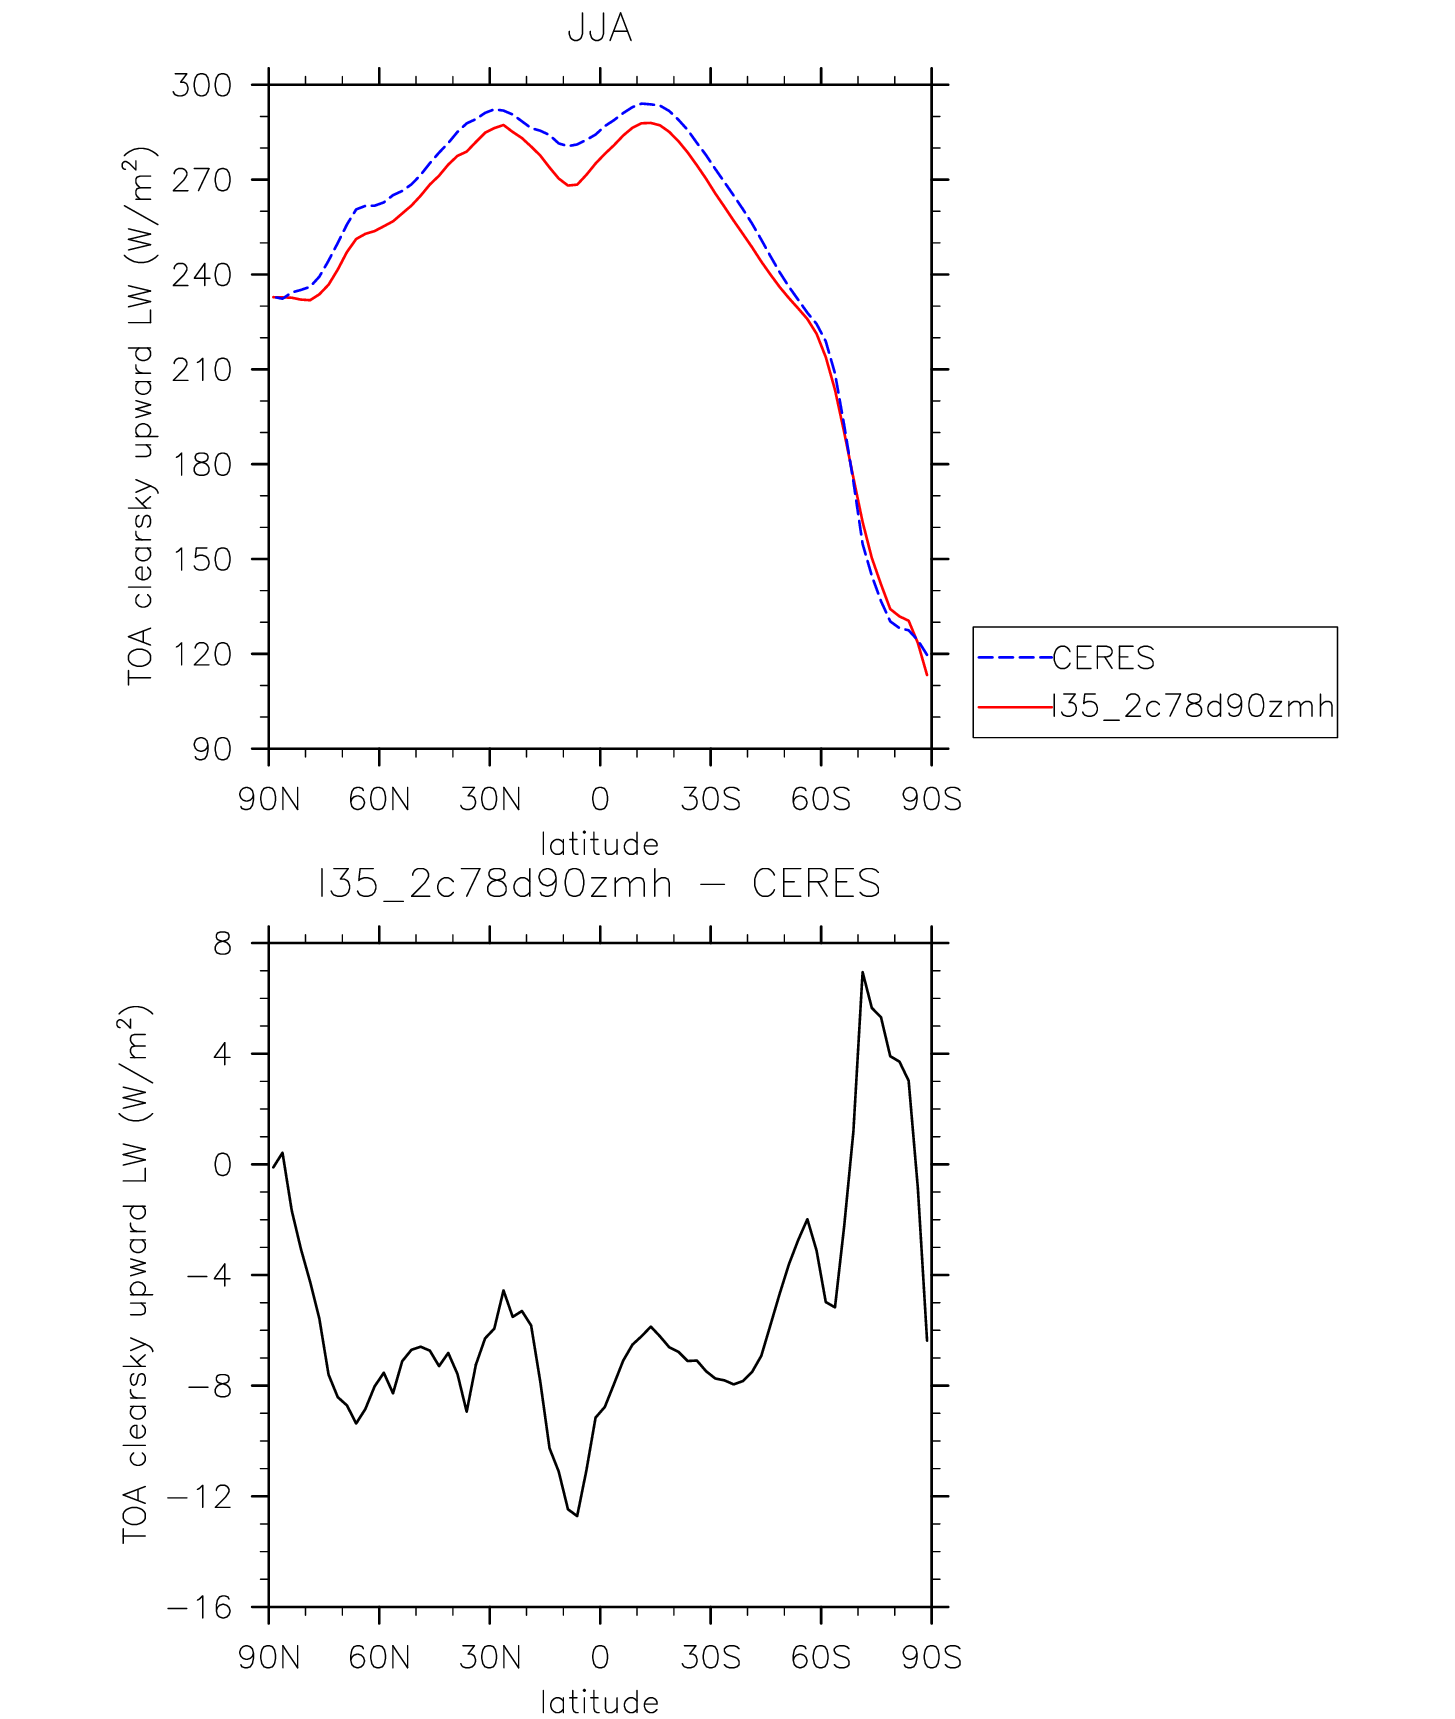 JJA
TOA clearsky upward LW (W/m²)
300
270
240
210
180
150
120
90
90N 60N 30N 0 30S 60S 90S
latitude
CERES
I35_2c78d90zmh
I35_2c78d90zmh − CERES
TOA clearsky upward LW (W/m²)
8
4
0
−4
−8
−12
−16
90N 60N 30N 0 30S 60S 90S
latitude